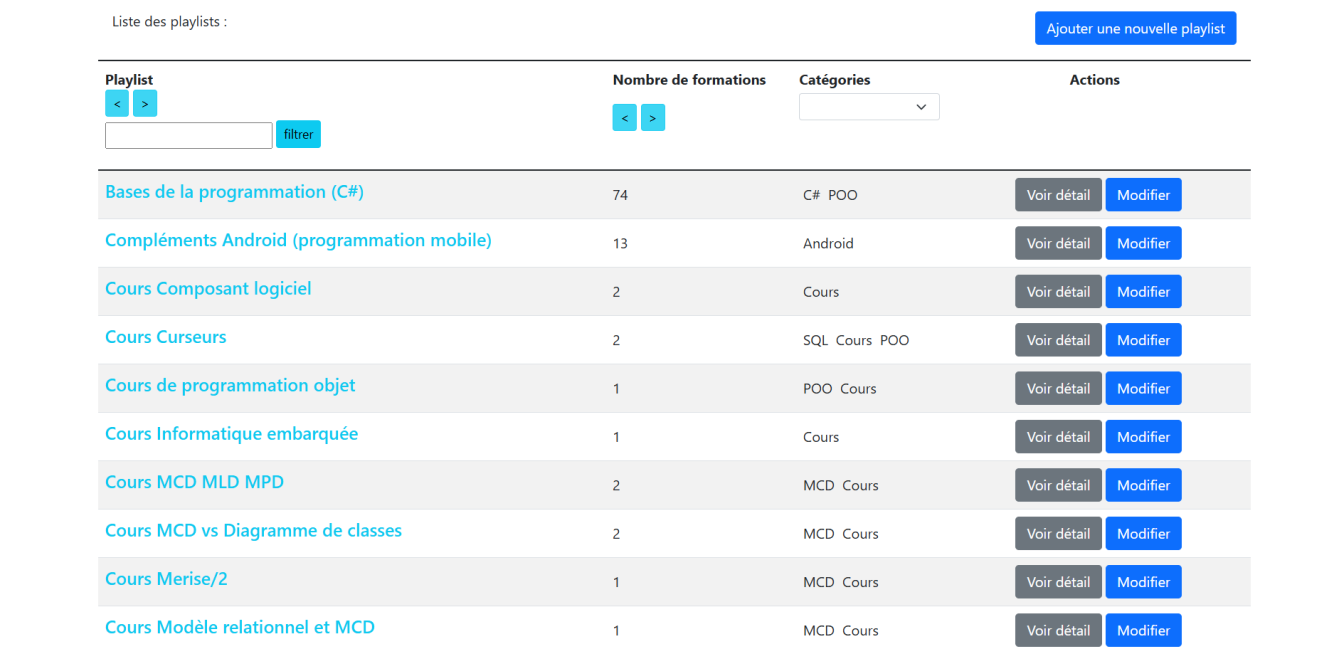 Liste des playlists :
Ajouter une nouvelle playlist
Playlist Nombre de formations Catégories Actions
< > < >
filtrer
Bases de la programmation (C#) 74 C# POO Voir détail Modifier
Compléments Android (programmation mobile) 13 Android Voir détail Modifier
Cours Composant logiciel 2 Cours Voir détail Modifier
Cours Curseurs 2 SQL Cours POO Voir détail Modifier
Cours de programmation objet 1 POO Cours Voir détail Modifier
Cours Informatique embarquée 1 Cours Voir détail Modifier
Cours MCD MLD MPD 2 MCD Cours Voir détail Modifier
Cours MCD vs Diagramme de classes 2 MCD Cours Voir détail Modifier
Cours Merise/2 1 MCD Cours Voir détail Modifier
Cours Modèle relationnel et MCD 1 MCD Cours Voir détail Modifier